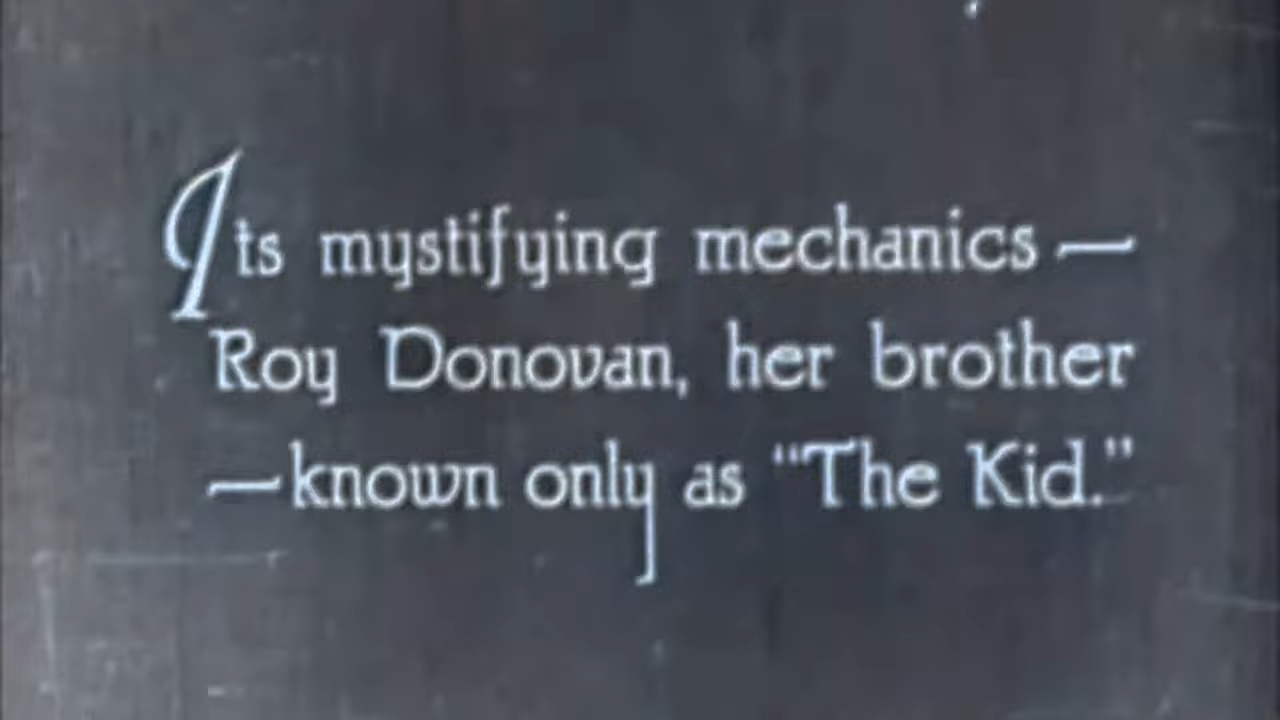 Its mystifying mechanics —
Roy Donovan, her brother
—known only as “The Kid.”